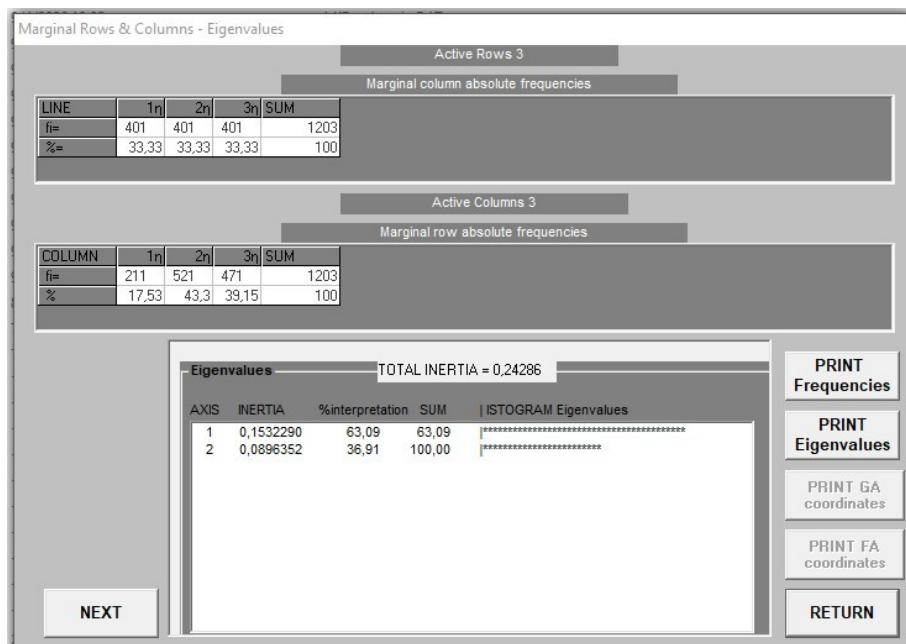 Marginal Rows & Columns - Eigenvalues
Active Rows 3
Marginal column absolute frequencies
LINE 1η 2η 3η SUM
fi= 401 401 401 1203
%= 33,33 33,33 33,33 100
Active Columns 3
Marginal row absolute frequencies
COLUMN 1η 2η 3η SUM
fi= 211 521 471 1203
% 17,53 43,3 39,15 100
Eigenvalues TOTAL INERTIA = 0,24286
AXIS INERTIA %interpretation SUM | ISTOGRAM Eigenvalues
1 0,1532290 63,09 63,09 |*****************************************
2 0,0896352 36,91 100,00 |************************
PRINT
Frequencies
PRINT
Eigenvalues
PRINT GA
coordinates
PRINT FA
coordinates
NEXT
RETURN